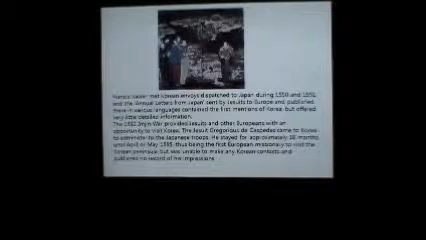 Francis Xavier met Korean envoys dispatched to Japan during 1550 and 1551
and the 'Annual Letters from Japan' sent by Jesuits to Europe and published
there in various languages contained the first mentions of Korea, but offered
very little detailed information.
The 1592 Imjin War provided Jesuits and other Europeans with an
opportunity to visit Korea. The Jesuit Gregorious de Cespedes came to Korea
to administer to the Japanese troops. He stayed for approximately 18 months
until April or May 1595, thus being the first European missionary to visit the
Korean peninsula but was unable to make any Korean contacts and
published no record of his impressions